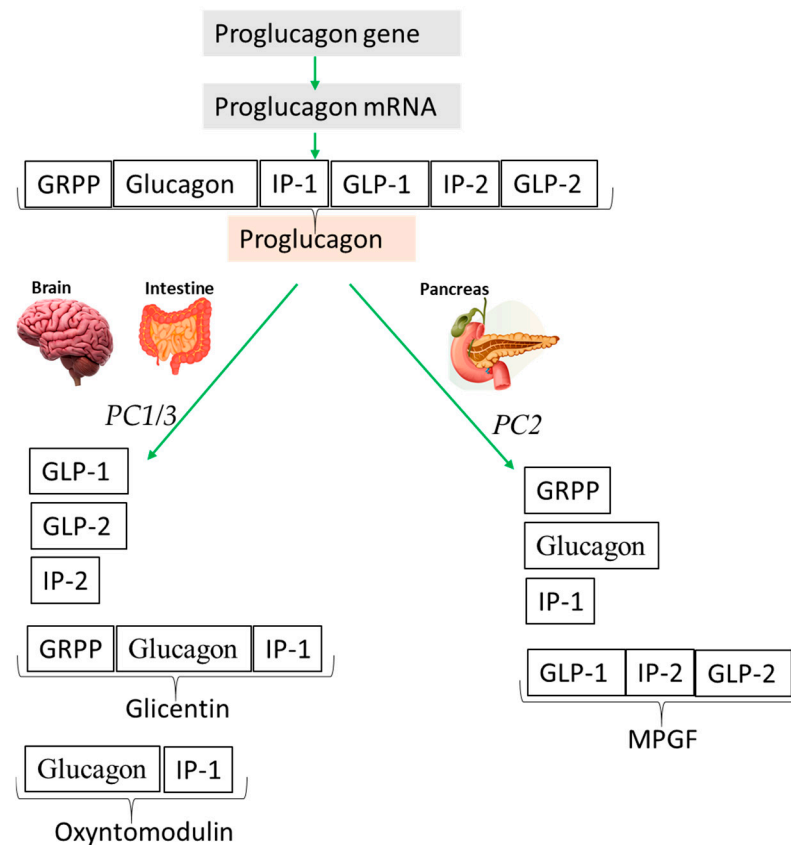 Proglucagon gene
Proglucagon mRNA
GRPP Glucagon IP-1 GLP-1 IP-2 GLP-2
Proglucagon
Brain Intestine Pancreas
PC1/3 PC2
GLP-1
GLP-2
IP-2
GRPP Glucagon IP-1
Glicentin
Glucagon IP-1
Oxyntomodulin
GRPP
Glucagon
IP-1
GLP-1 IP-2 GLP-2
MPGF